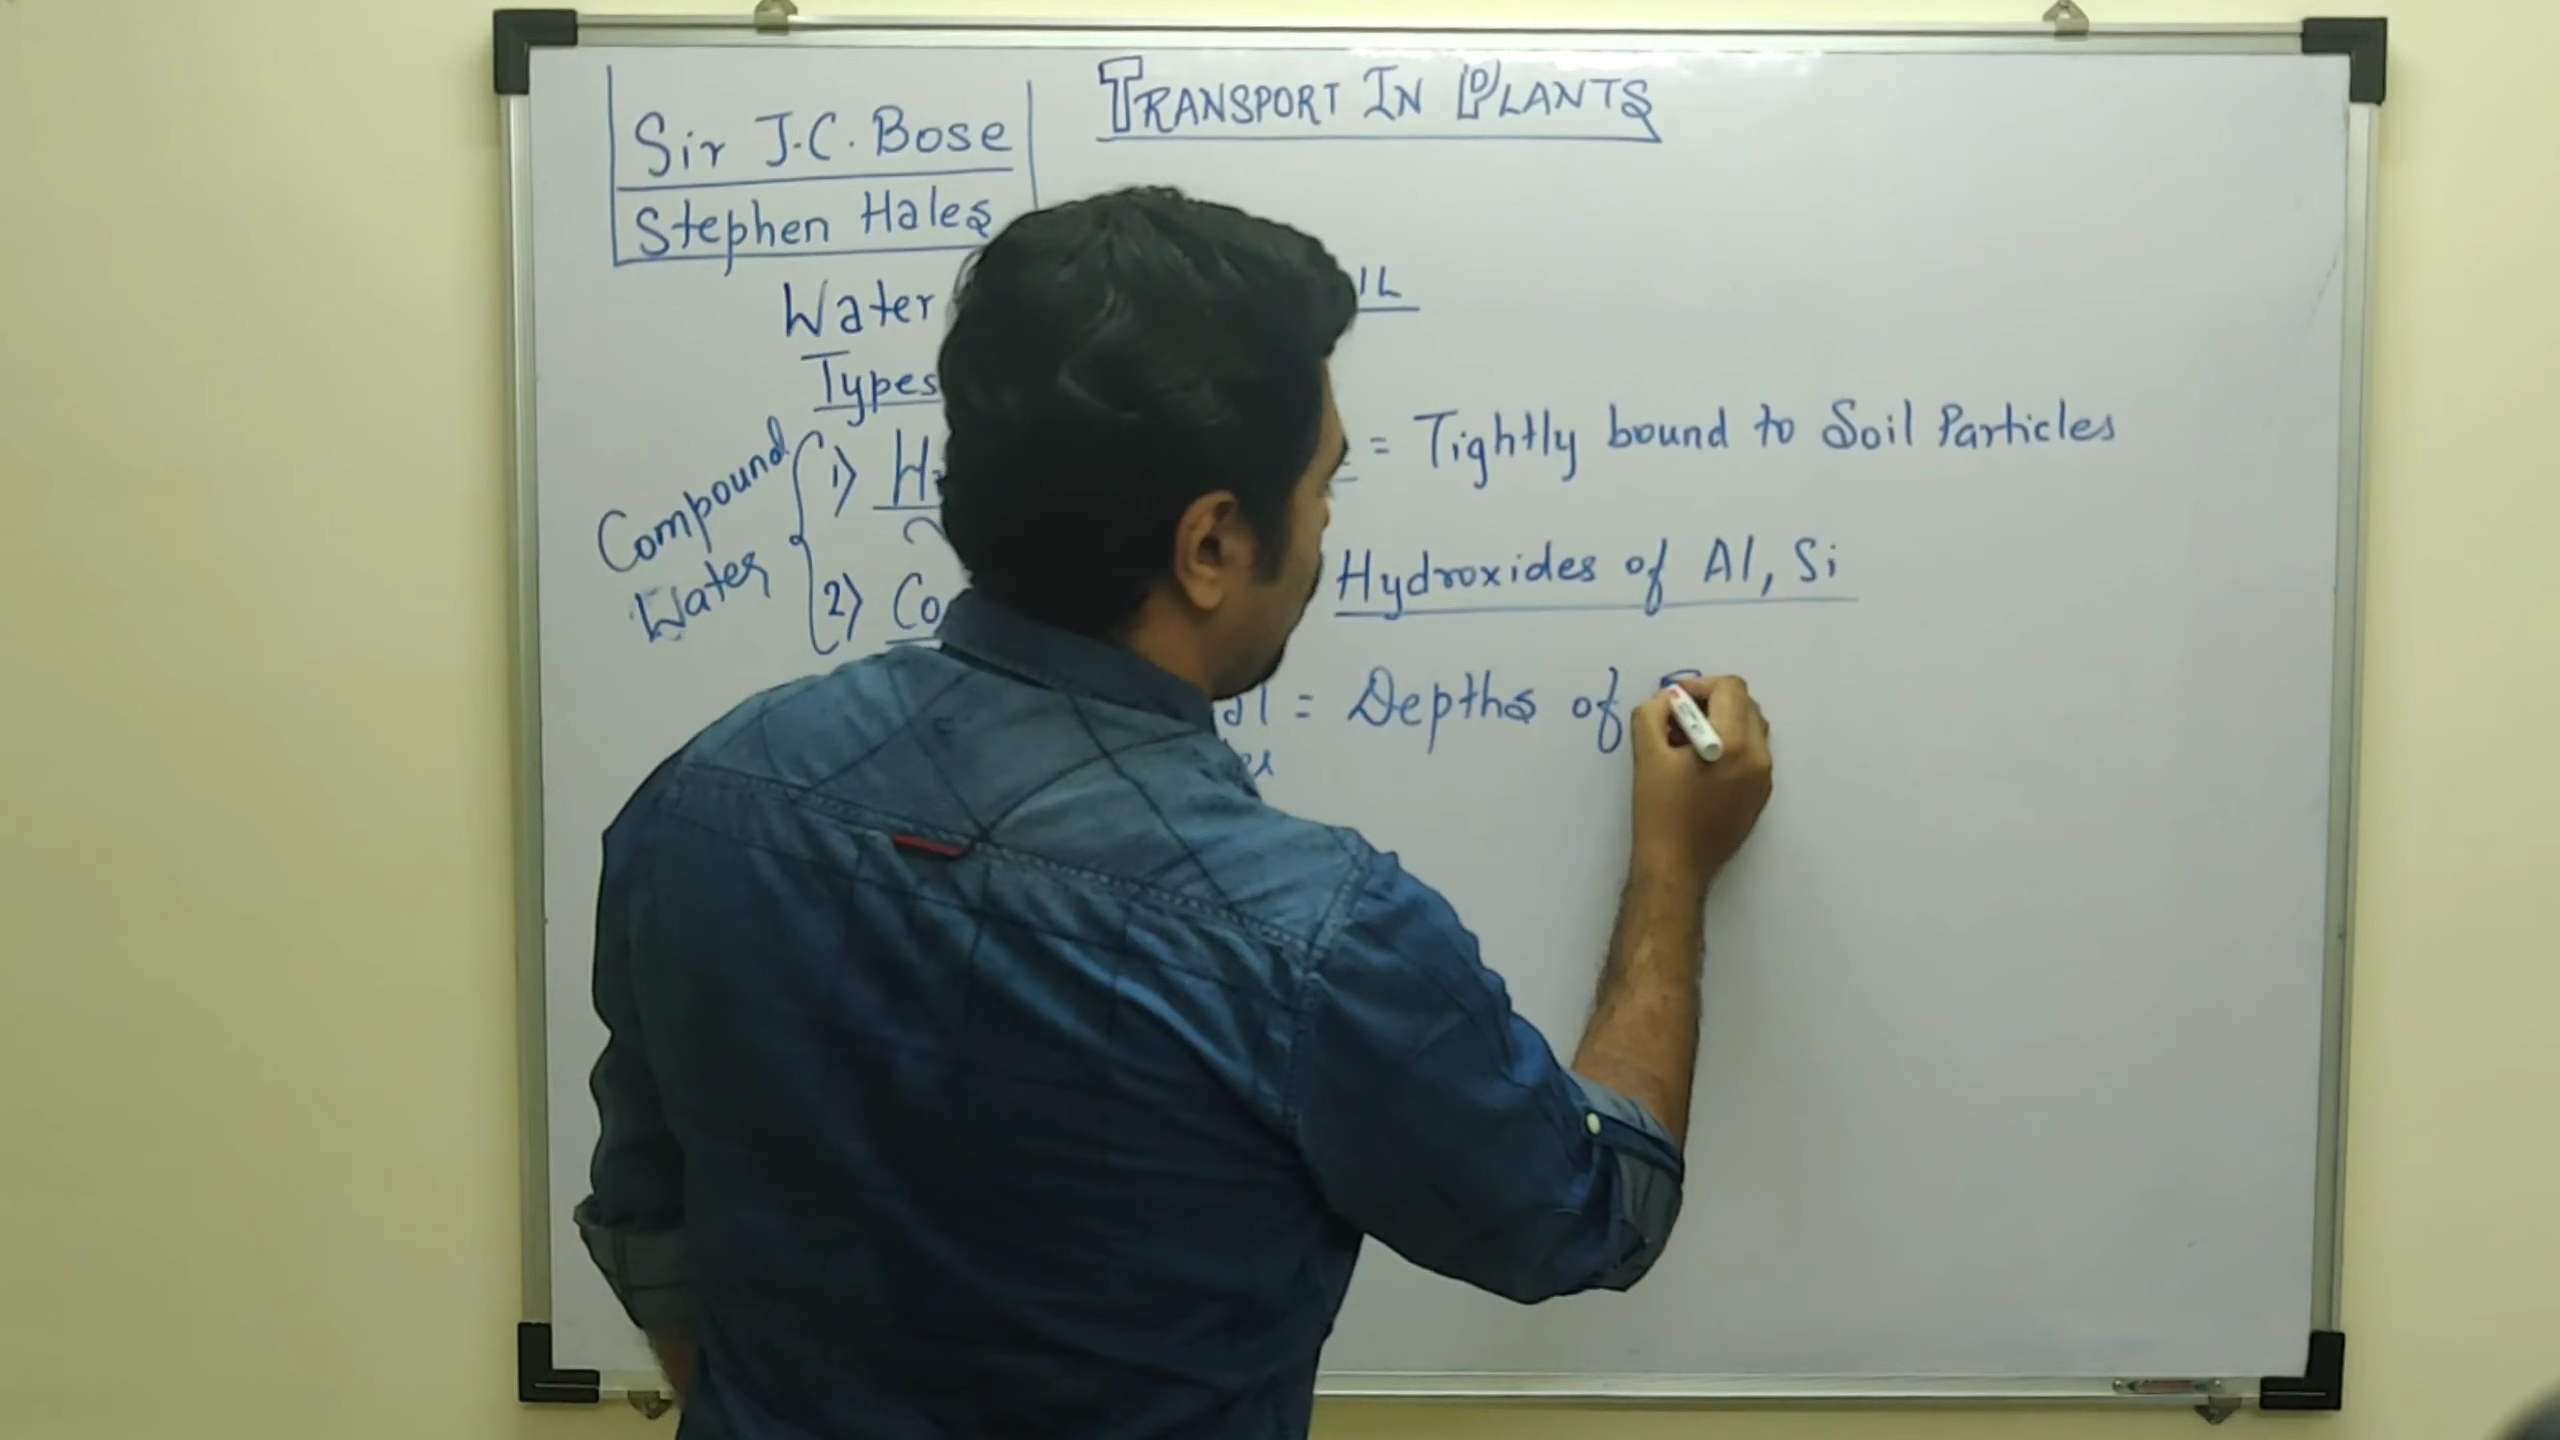 TRANSPORT IN PLANTS
Sir J.C. Bose
Stephen Hales
Water
Types
Compound
Water
1)
= Tightly bound to Soil Particles
2)
Hydroxides of Al, Si
= Depths of